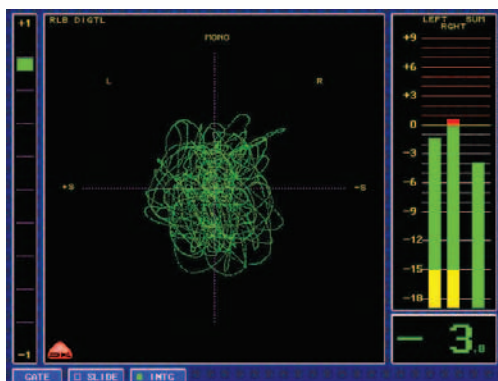 +1
RLB DIGTL
MONO
L R
+S -S
-1
LEFT SUM
RGHT
+9
+6
+3
0
-3
-6
-9
-12
-15
-18
- 3.8
GATE SLIDE INTG